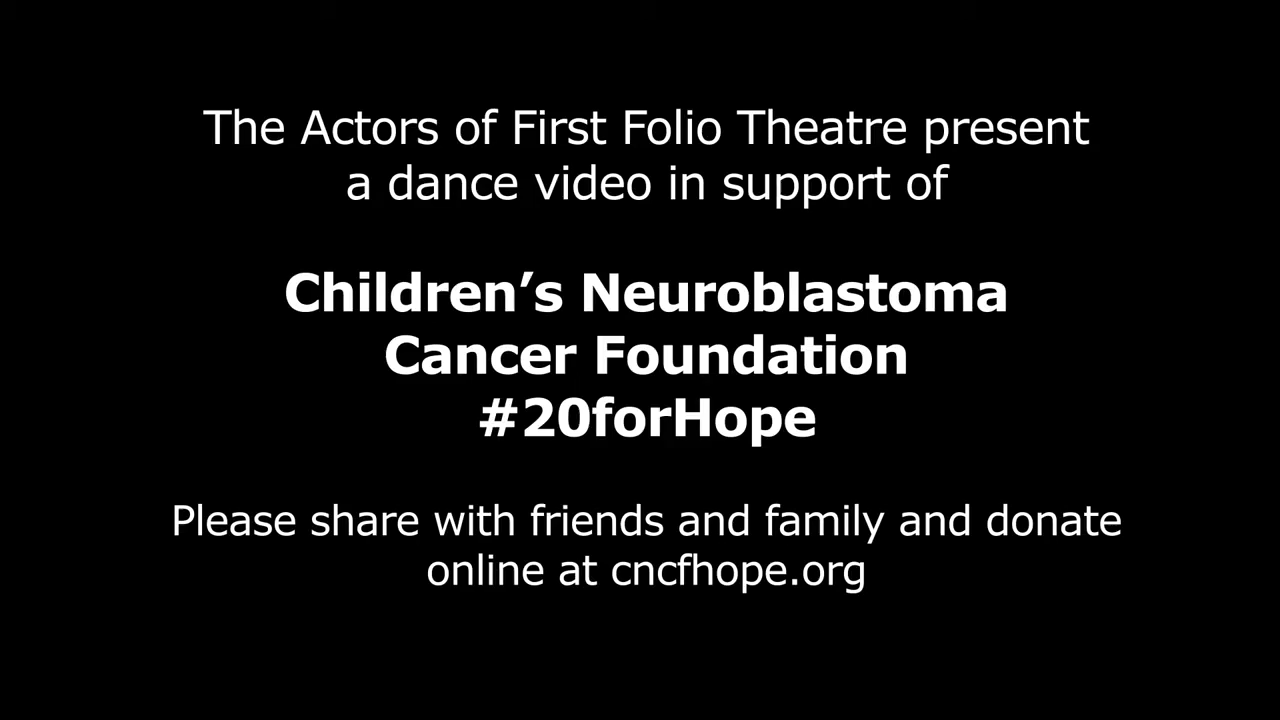 The Actors of First Folio Theatre present
a dance video in support of
Children’s Neuroblastoma
Cancer Foundation
#20forHope
Please share with friends and family and donate
online at cncfhope.org